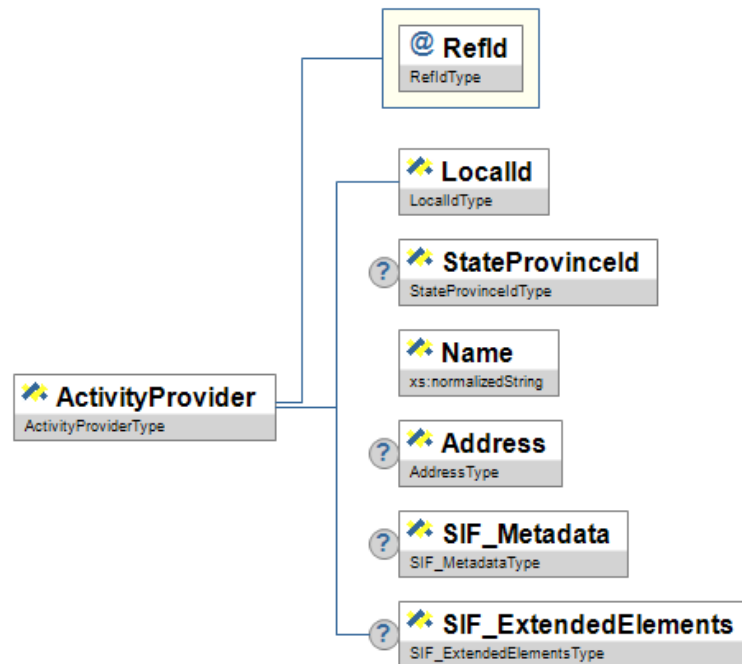 @ RefId
RefIdType
LocalId
LocalIdType
? StateProvinceId
StateProvinceIdType
Name
xs:normalizedString
ActivityProvider
ActivityProviderType
? Address
AddressType
? SIF_Metadata
SIF_MetadataType
? SIF_ExtendedElements
SIF_ExtendedElementsType